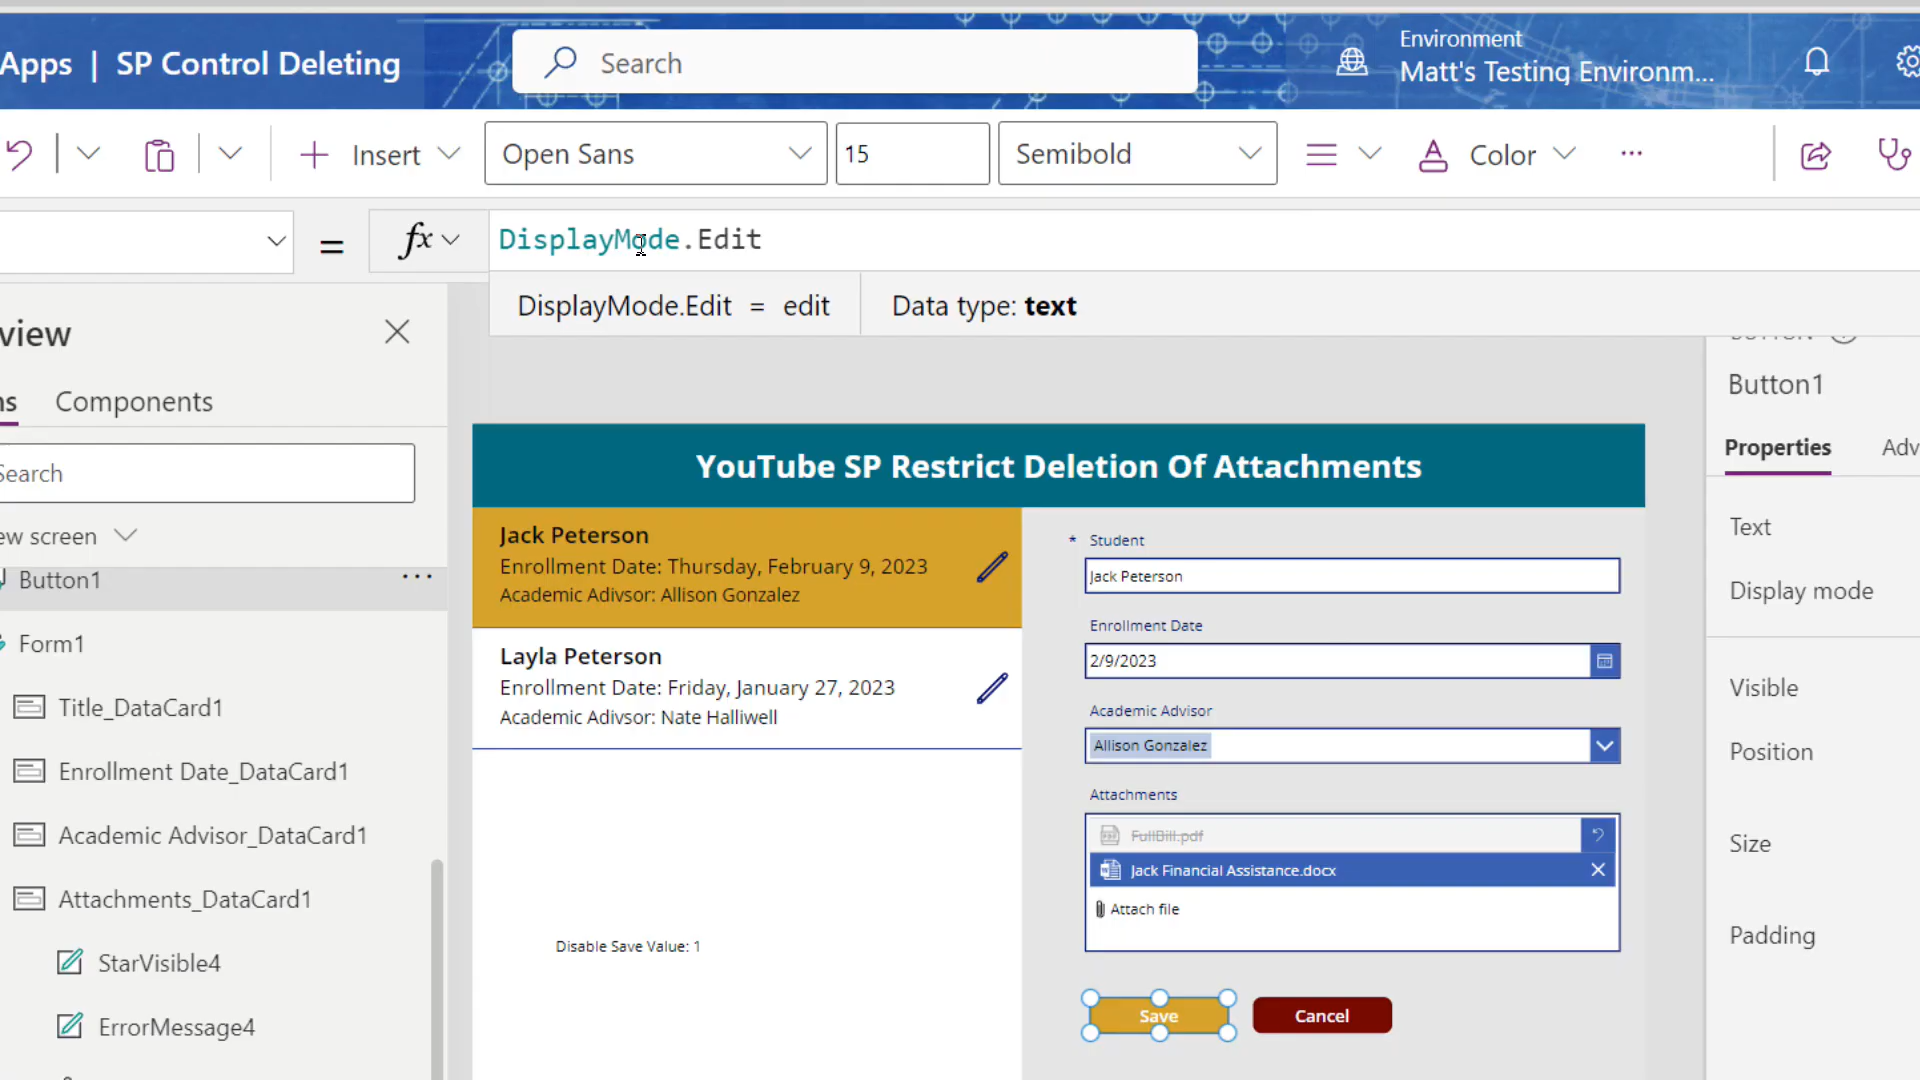 Apps | SP Control Deleting
Search
Environment
Matt's Testing Environm...
Insert
Open Sans
15
Semibold
Color
...
=
fx
DisplayMode.Edit
DisplayMode.Edit = edit
Data type: text
view
ns
Components
Search
ew screen
Button1
...
Form1
Title_DataCard1
Enrollment Date_DataCard1
Academic Advisor_DataCard1
Attachments_DataCard1
StarVisible4
ErrorMessage4
YouTube SP Restrict Deletion Of Attachments
Jack Peterson
Enrollment Date: Thursday, February 9, 2023
Academic Adivsor: Allison Gonzalez
Layla Peterson
Enrollment Date: Friday, January 27, 2023
Academic Adivsor: Nate Halliwell
Disable Save Value: 1
* Student
Jack Peterson
Enrollment Date
2/9/2023
Academic Advisor
Allison Gonzalez
Attachments
FullBill.pdf
Jack Financial Assistance.docx
Attach file
Save
Cancel
Button1
Properties
Adv
Text
Display mode
Visible
Position
Size
Padding